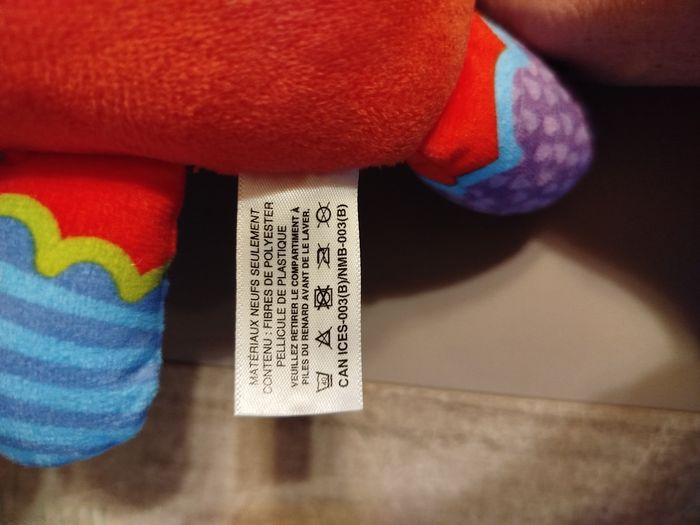 MATÉRIAUX NEUFS SEULEMENT
CONTENU : FIBRES DE POLYESTER
PELLICULE DE PLASTIQUE
VEUILLEZ RETIRER LE COMPARTIMENT À
PILES DU RENARD AVANT DE LE LAVER.
40
CAN ICES-003(B)/NMB-003(B)